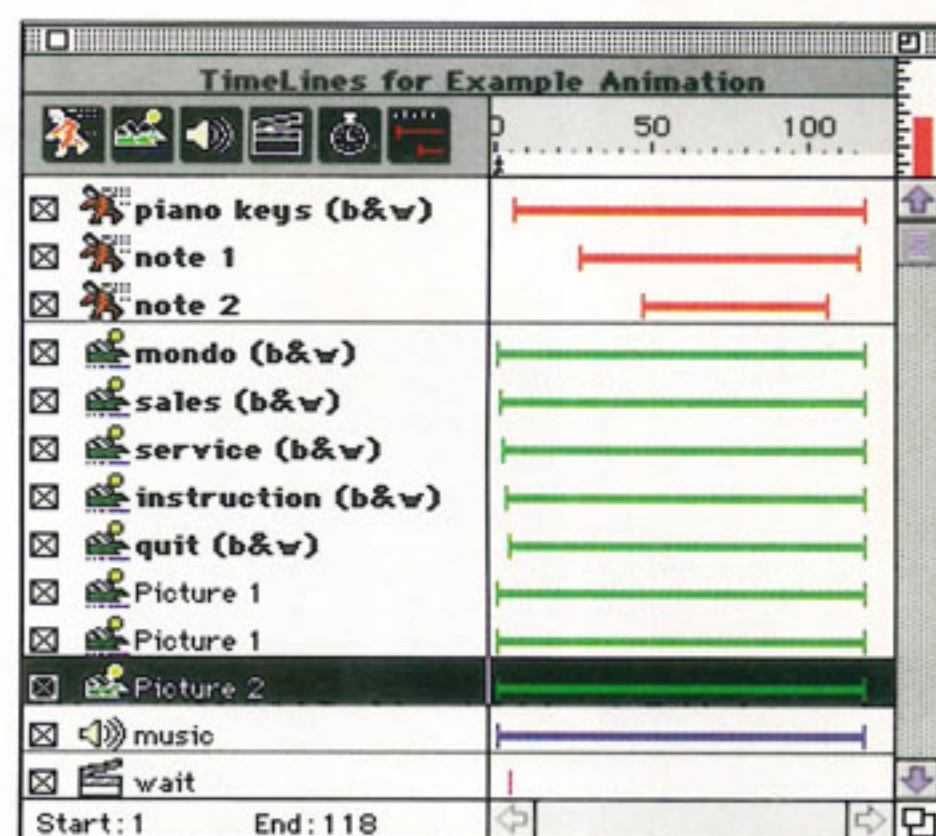 TimeLines for Example Animation
0 50 100
piano keys (b&w)
note 1
note 2
mondo (b&w)
sales (b&w)
service (b&w)
instruction (b&w)
quit (b&w)
Picture 1
Picture 1
Picture 2
music
wait
Start:1 End:118